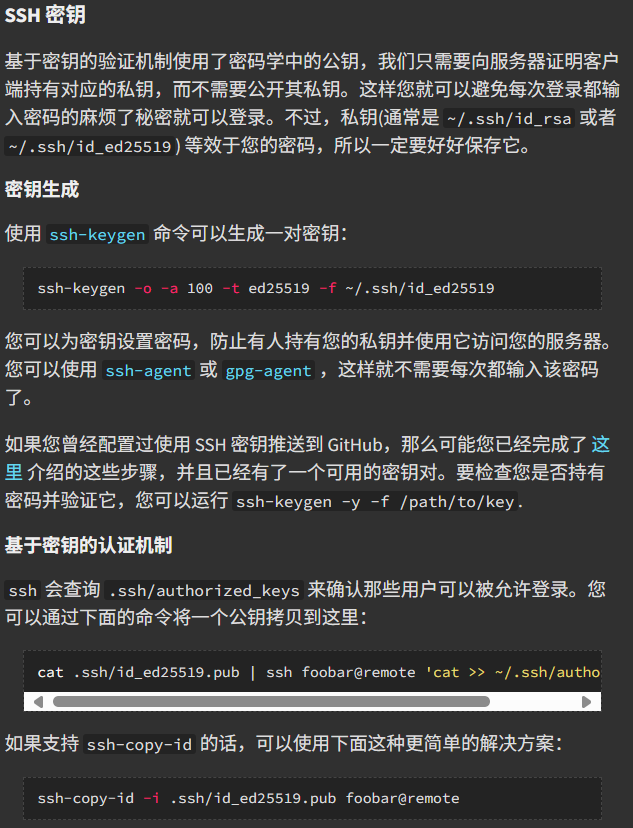 SSH 密钥
基于密钥的验证机制使用了密码学中的公钥，我们只需要向服务器证明客户
端持有对应的私钥，而不需要公开其私钥。这样您就可以避免每次登录都输
入密码的麻烦了秘密就可以登录。不过，私钥(通常是 ~/.ssh/id_rsa 或者
~/.ssh/id_ed25519) 等效于您的密码，所以一定要好好保存它。
密钥生成
使用 ssh-keygen 命令可以生成一对密钥：
ssh-keygen -o -a 100 -t ed25519 -f ~/.ssh/id_ed25519
您可以为密钥设置密码，防止有人持有您的私钥并使用它访问您的服务器。
您可以使用 ssh-agent 或 gpg-agent ，这样就不需要每次都输入该密码
了。
如果您曾经配置过使用 SSH 密钥推送到 GitHub，那么可能您已经完成了 这
里 介绍的这些步骤，并且已经有了一个可用的密钥对。要检查您是否持有
密码并验证它，您可以运行 ssh-keygen -y -f /path/to/key.
基于密钥的认证机制
ssh 会查询 .ssh/authorized_keys 来确认那些用户可以被允许登录。您
可以通过下面的命令将一个公钥拷贝到这里：
cat .ssh/id_ed25519.pub | ssh foobar@remote 'cat >> ~/.ssh/autho
如果支持 ssh-copy-id 的话，可以使用下面这种更简单的解决方案：
ssh-copy-id -i .ssh/id_ed25519.pub foobar@remote